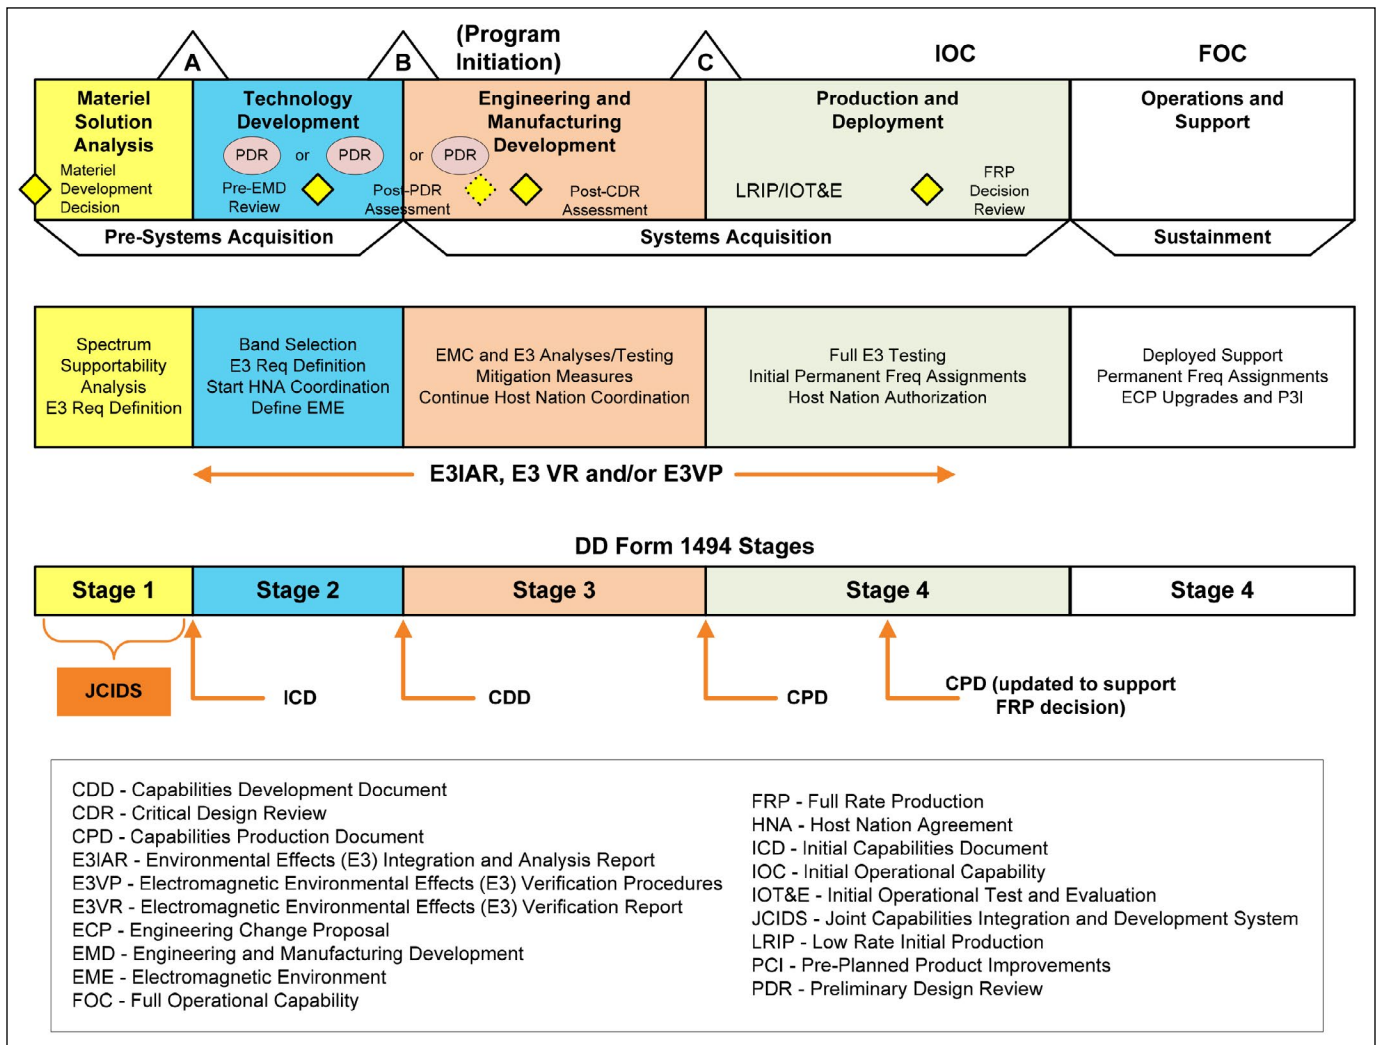 A
B
(Program
Initiation)
C
IOC
FOC
Materiel
Solution
Analysis
Technology
Development
Engineering and
Manufacturing
Development
Production and
Deployment
Operations and
Support
PDR
or
PDR
or
PDR
Materiel
Development
Decision
Pre-EMD
Review
Post-PDR
Assessment
Post-CDR
Assessment
LRIP/IOT&E
FRP
Decision
Review
Pre-Systems Acquisition
Systems Acquisition
Sustainment
Spectrum
Supportability
Analysis
E3 Req Definition
Band Selection
E3 Req Definition
Start HNA Coordination
Define EME
EMC and E3 Analyses/Testing
Mitigation Measures
Continue Host Nation Coordination
Full E3 Testing
Initial Permanent Freq Assignments
Host Nation Authorization
Deployed Support
Permanent Freq Assignments
ECP Upgrades and P3I
E3IAR, E3 VR and/or E3VP
DD Form 1494 Stages
Stage 1
Stage 2
Stage 3
Stage 4
Stage 4
JCIDS
ICD
CDD
CPD
CPD (updated to support
FRP decision)
CDD - Capabilities Development Document
CDR - Critical Design Review
CPD - Capabilities Production Document
E3IAR - Environmental Effects (E3) Integration and Analysis Report
E3VP - Electromagnetic Environmental Effects (E3) Verification Procedures
E3VR - Electromagnetic Environmental Effects (E3) Verification Report
ECP - Engineering Change Proposal
EMD - Engineering and Manufacturing Development
EME - Electromagnetic Environment
FOC - Full Operational Capability
FRP - Full Rate Production
HNA - Host Nation Agreement
ICD - Initial Capabilities Document
IOC - Initial Operational Capability
IOT&E - Initial Operational Test and Evaluation
JCIDS - Joint Capabilities Integration and Development System
LRIP - Low Rate Initial Production
PCI - Pre-Planned Product Improvements
PDR - Preliminary Design Review